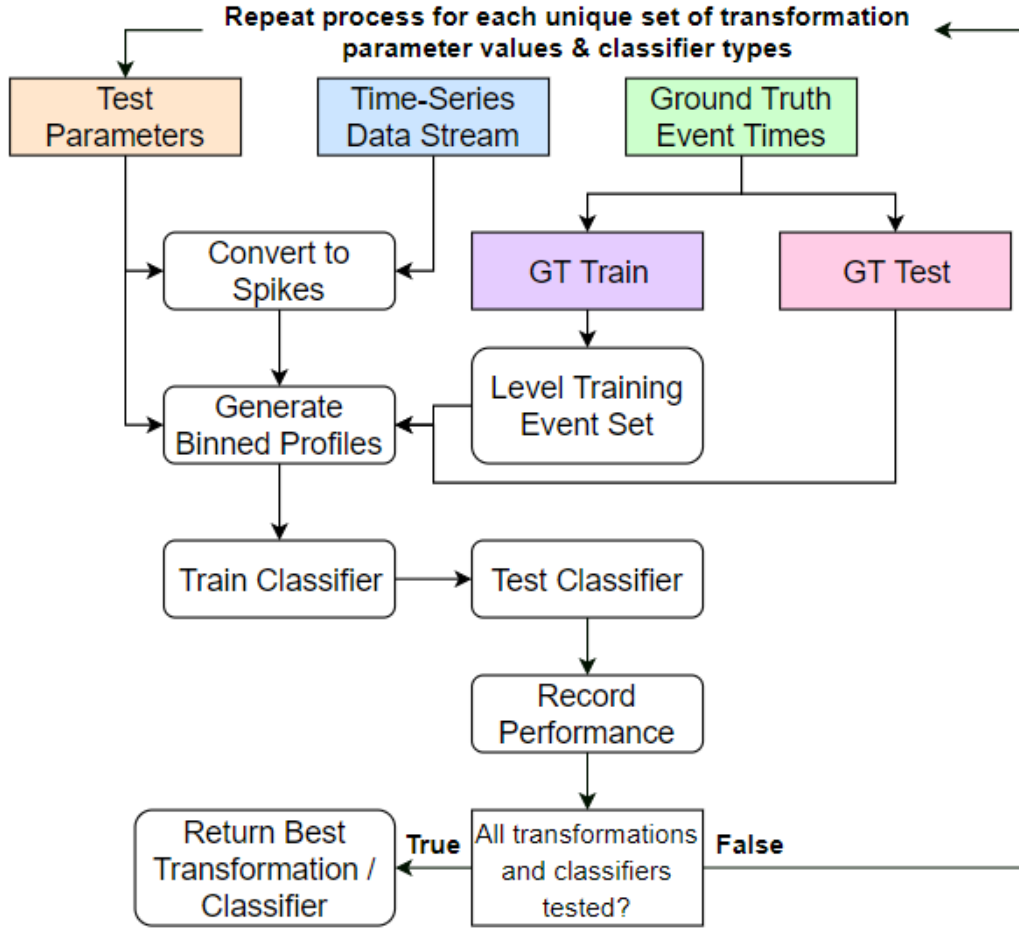 Repeat process for each unique set of transformation
parameter values & classifier types
Test
Parameters
Time-Series
Data Stream
Ground Truth
Event Times
Convert to
Spikes
GT Train
GT Test
Generate
Binned Profiles
Level Training
Event Set
Train Classifier
Test Classifier
Record
Performance
Return Best
Transformation /
Classifier
True
All transformations
and classifiers
tested?
False